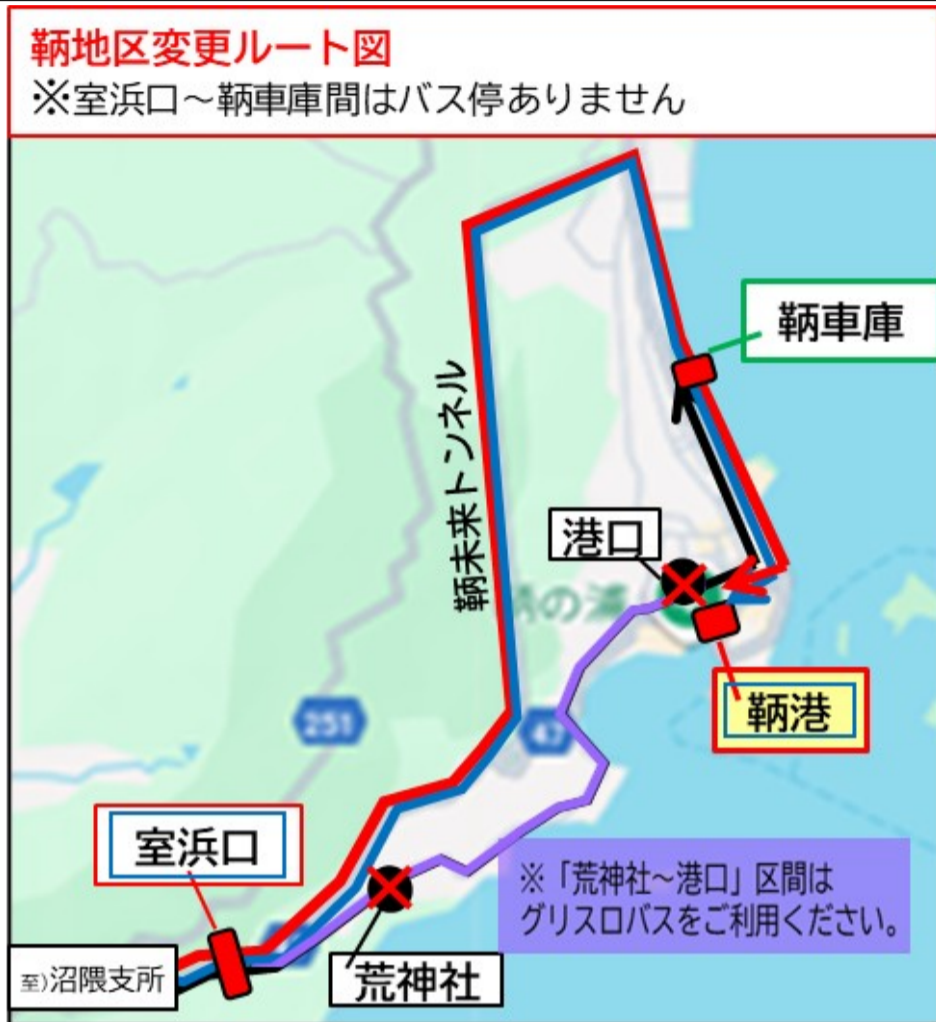 鞆地区変更ルート図
※室浜口～鞆車庫間はバス停ありません
鞆車庫
鞆未来トンネル
港口
の浦
鞆港
251
47
室浜口
※「荒神社～港口」区間は
グリスロバスをご利用ください。
荒神社
至)沼隈支所